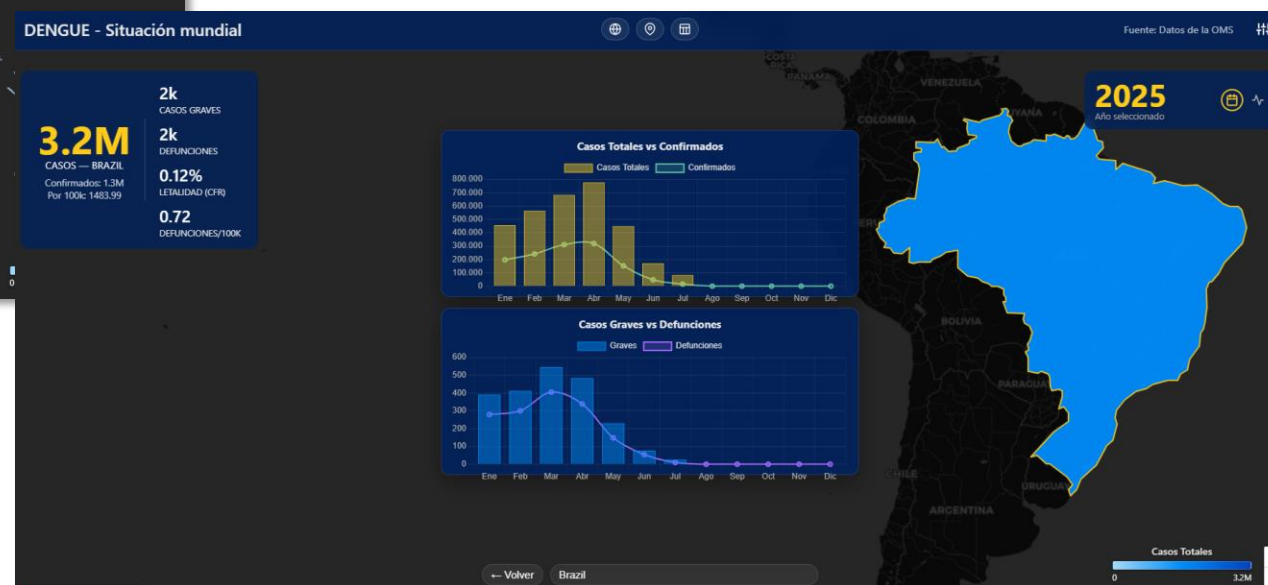 DENGUE - Situación mundial
Fuente: Datos de la OMS
3.2M
CASOS — BRAZIL
Confirmados: 1.3M
Por 100k: 1483.99
2k
CASOS GRAVES
2k
DEFUNCIONES
0.12%
LETALIDAD (CFR)
0.72
DEFUNCIONES/100K
0
2025
Año seleccionado
Casos Totales vs Confirmados
Casos Totales Confirmados
800.000
700.000
600.000
500.000
400.000
300.000
200.000
100.000
0
Ene Feb Mar Abr May Jun Jul Ago Sep Oct Nov Dic
Casos Graves vs Defunciones
Graves Defunciones
600
500
400
300
200
100
0
Ene Feb Mar Abr May Jun Jul Ago Sep Oct Nov Dic
COSTA
RICA
PANAMA
VENEZUELA
COLOMBIA
BOLIVIA
CHILE
URUGUAY
ARGENTINA
← Volver
Brazil
Casos Totales
0 3.2M